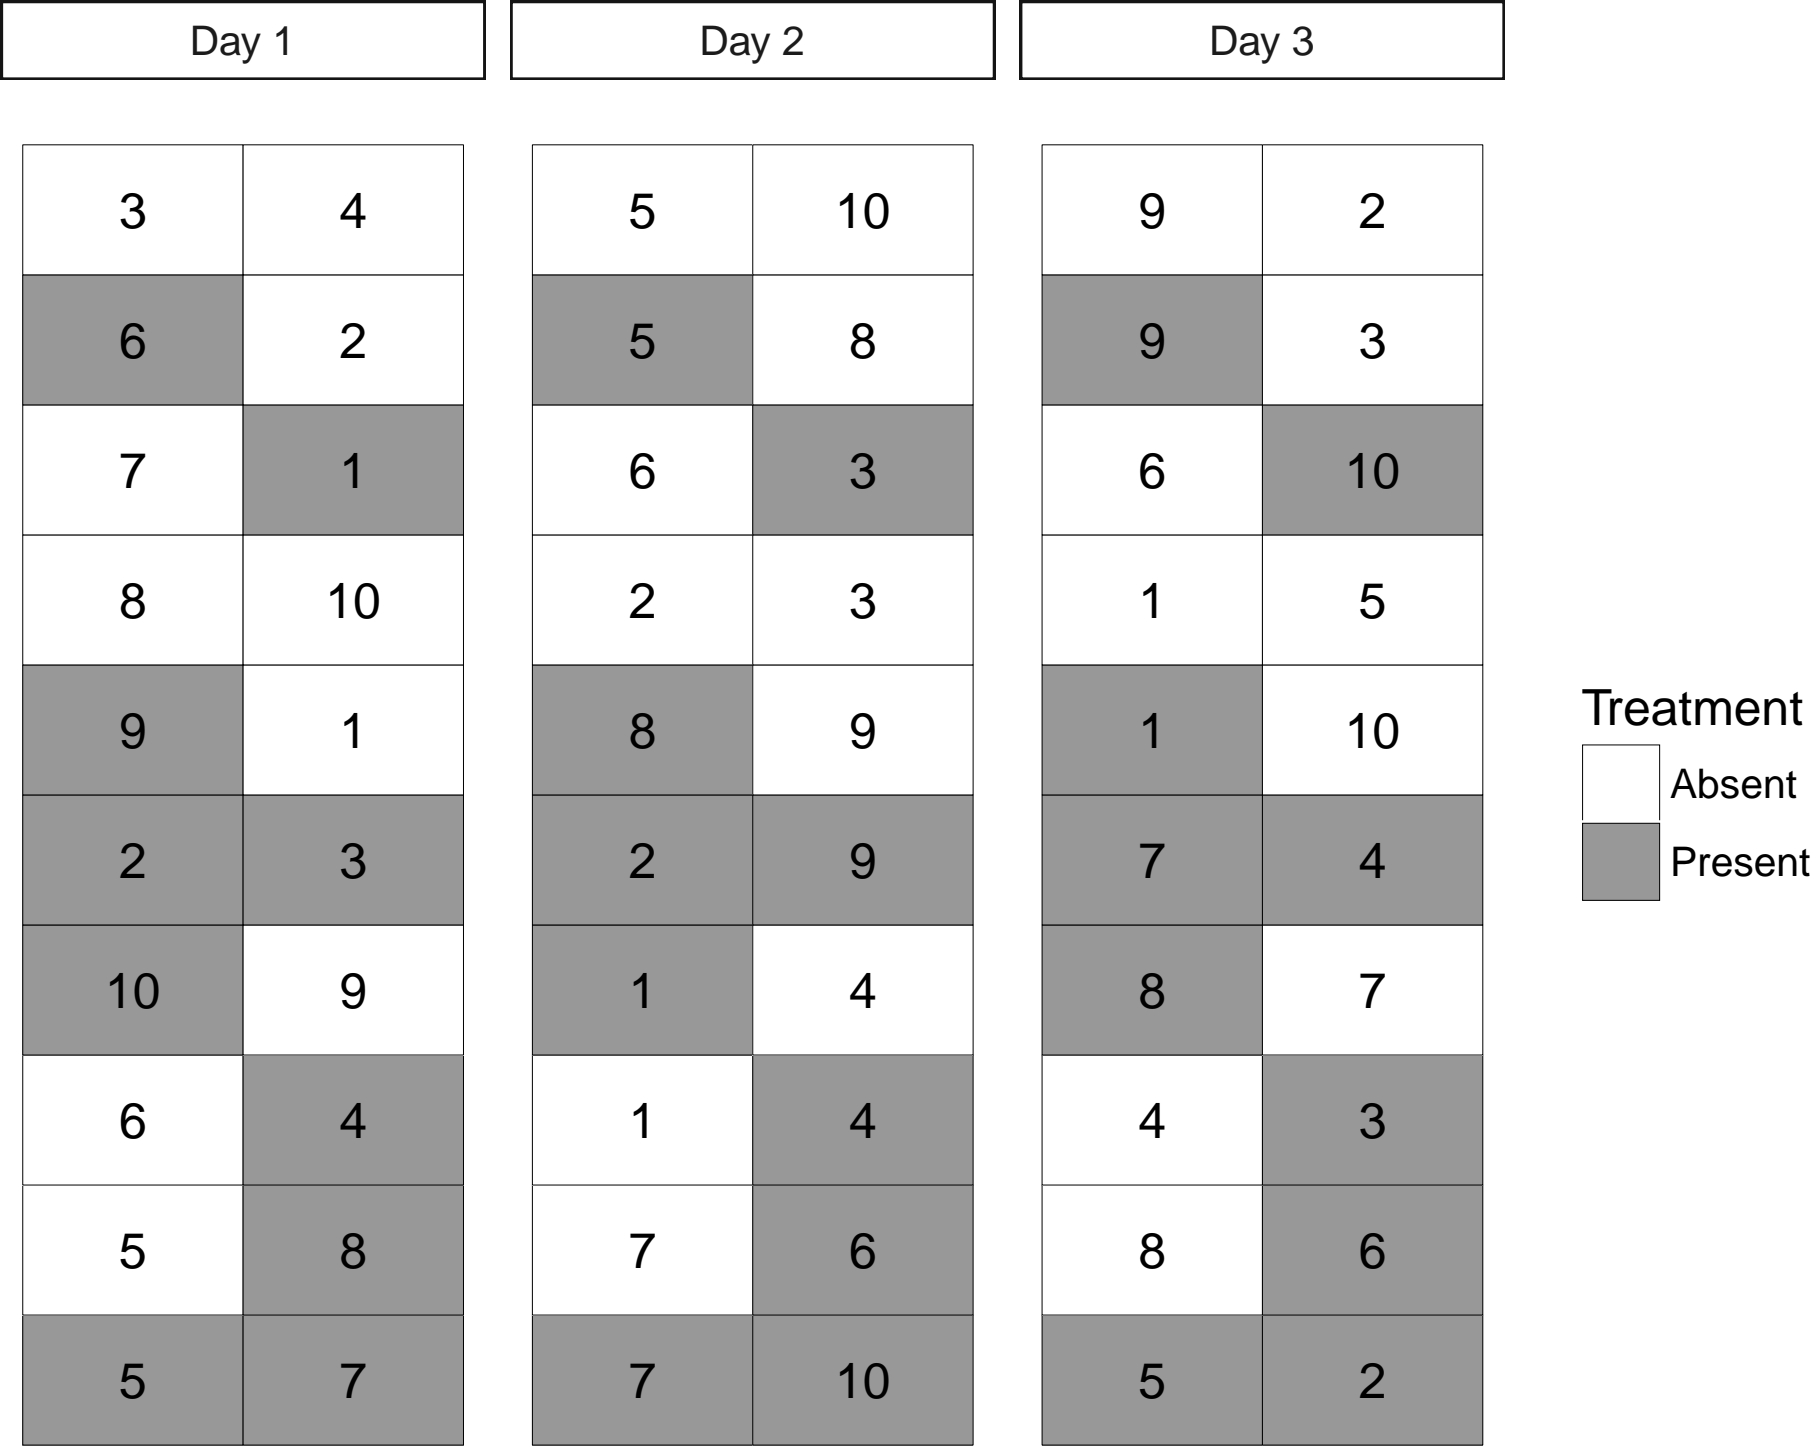 Day 1 Day 2 Day 3
3 4 5 10 9 2
6 2 5 8 9 3
7 1 6 3 6 10
8 10 2 3 1 5
9 1 8 9 1 10
2 3 2 9 7 4
10 9 1 4 8 7
6 4 1 4 4 3
5 8 7 6 8 6
5 7 7 10 5 2
Treatment
Absent
Present